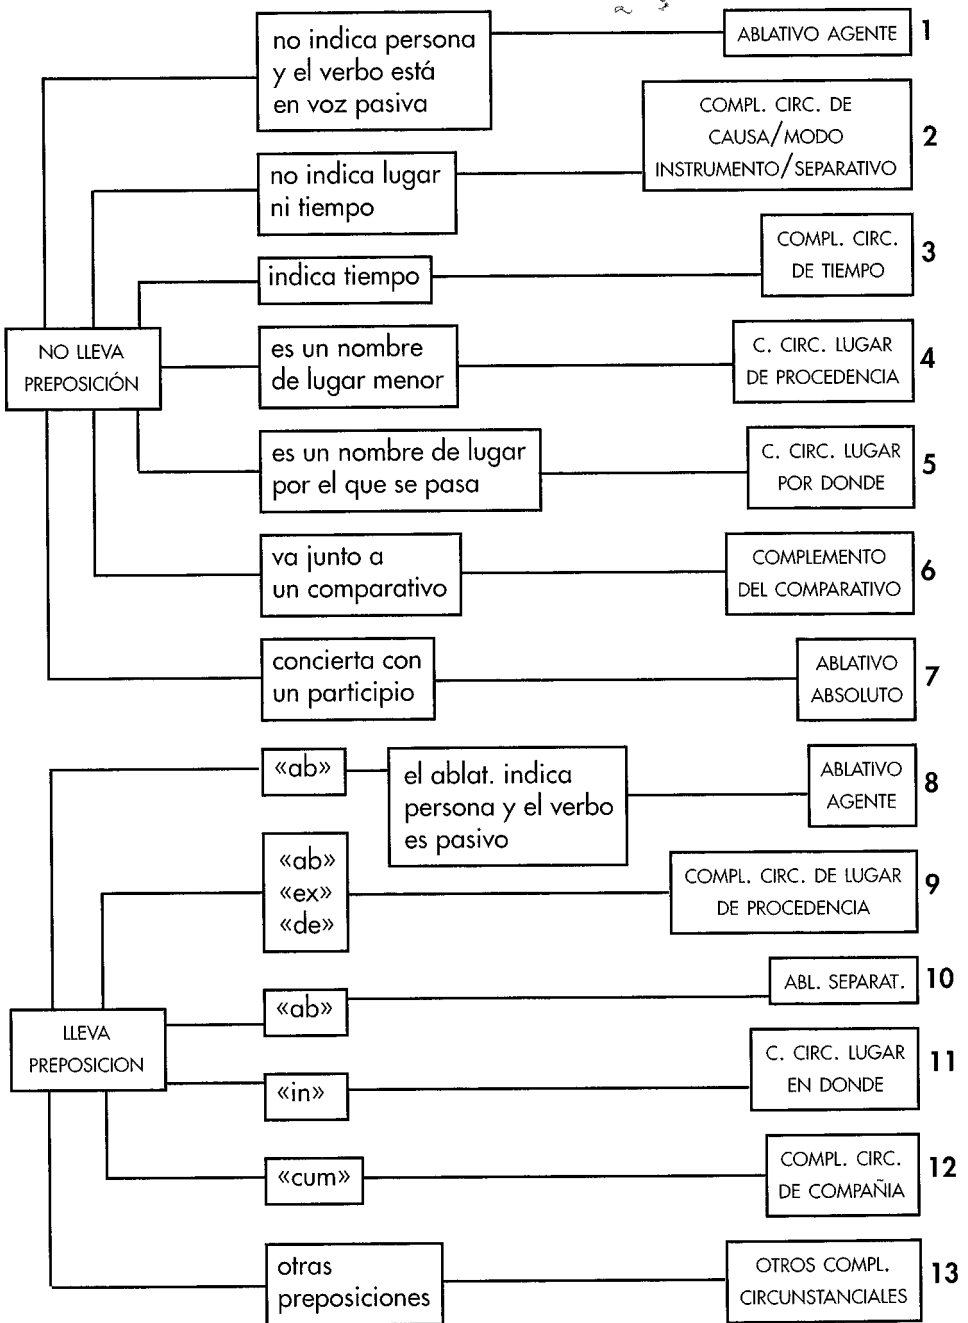 no indica persona
y el verbo está
en voz pasiva
ABLATIVO AGENTE
1
no indica lugar
ni tiempo
COMPL. CIRC. DE
CAUSA/MODO
INSTRUMENTO/SEPARATIVO
2
indica tiempo
COMPL. CIRC.
DE TIEMPO
3
NO LLEVA
PREPOSICIÓN
es un nombre
de lugar menor
C. CIRC. LUGAR
DE PROCEDENCIA
4
es un nombre de lugar
por el que se pasa
C. CIRC. LUGAR
POR DONDE
5
va junto a
un comparativo
COMPLEMENTO
DEL COMPARATIVO
6
concierta con
un participio
ABLATIVO
ABSOLUTO
7
«ab»
el ablat. indica
persona y el verbo
es pasivo
ABLATIVO
AGENTE
8
«ab»
«ex»
«de»
COMPL. CIRC. DE LUGAR
DE PROCEDENCIA
9
LLEVA
PREPOSICION
«ab»
ABL. SEPARAT.
10
«in»
C. CIRC. LUGAR
EN DONDE
11
«cum»
COMPL. CIRC.
DE COMPAÑIA
12
otras
preposiciones
OTROS COMPL.
CIRCUNSTANCIALES
13